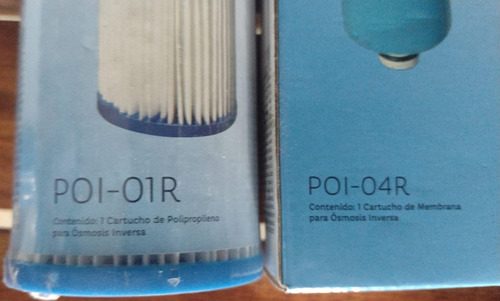 POI-01R
Contenido: 1 Cartucho de Polipropileno
para Ósmosis Inversa
POI-04R
Contenido: 1 Cartucho de Membrana
para Ósmosis Inversa